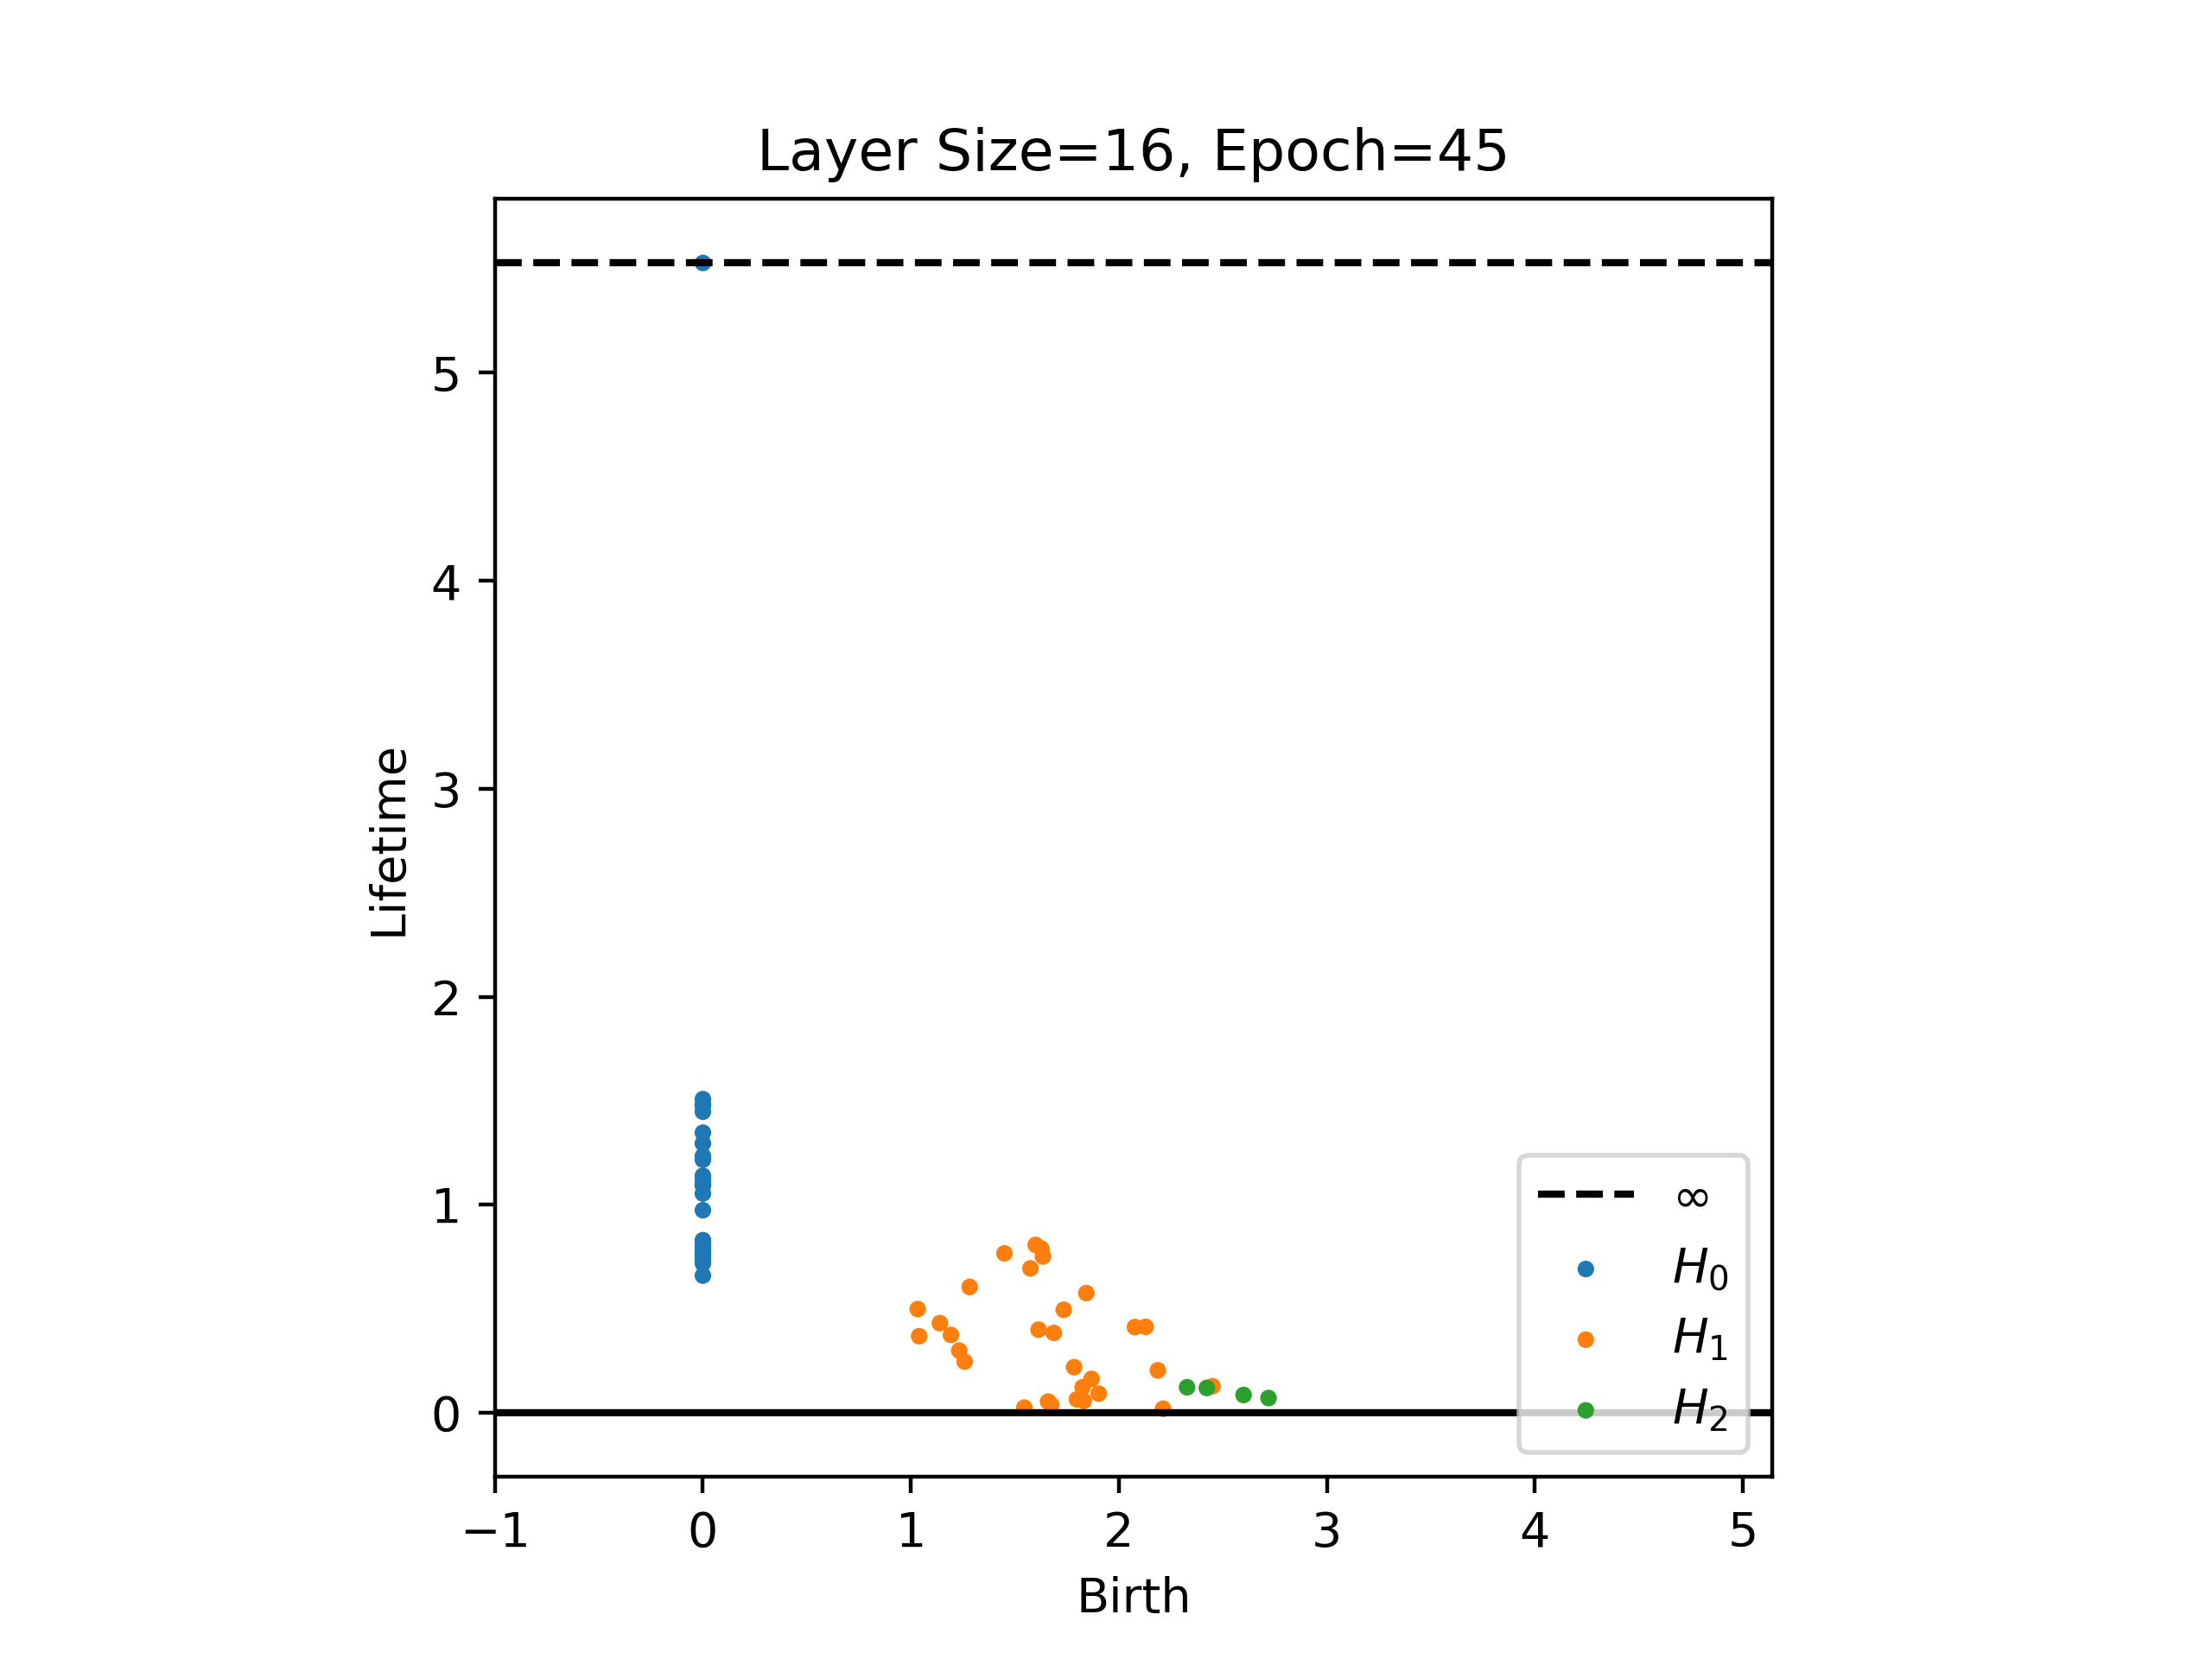 Layer Size=16, Epoch=45
Lifetime
5
4
3
2
1
0
∞
H₀
H₁
H₂
−1 0 1 2 3 4 5
Birth